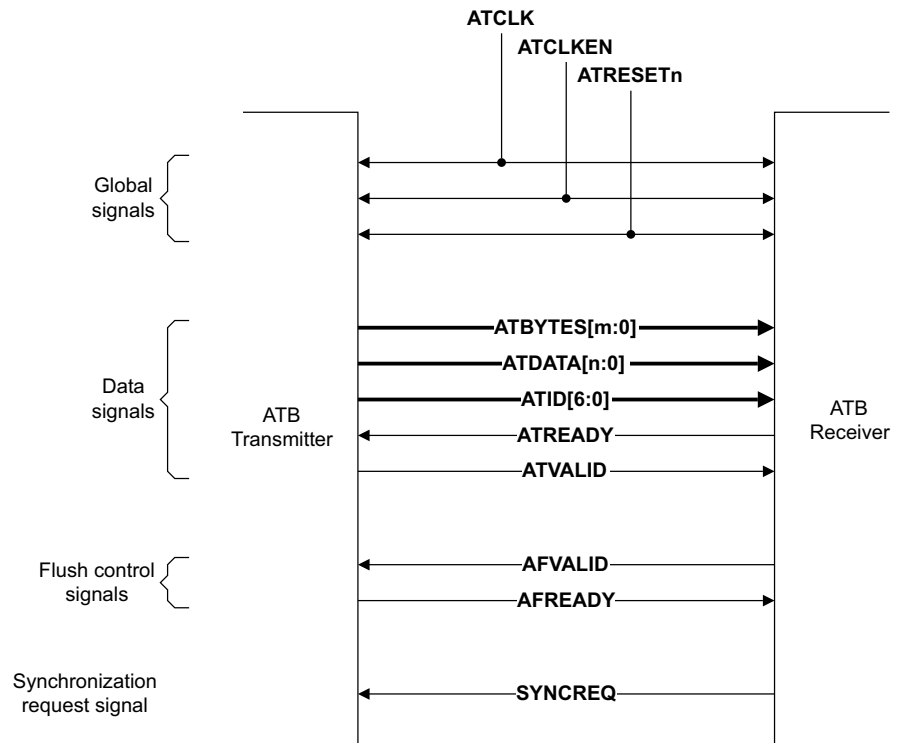 ATCLK
ATCLKEN
ATRESETn
Global
signals
ATBYTES[m:0]
ATDATA[n:0]
ATID[6:0]
ATREADY
ATVALID
Data
signals
ATB
Transmitter
ATB
Receiver
AFVALID
AFREADY
Flush control
signals
SYNCREQ
Synchronization
request signal